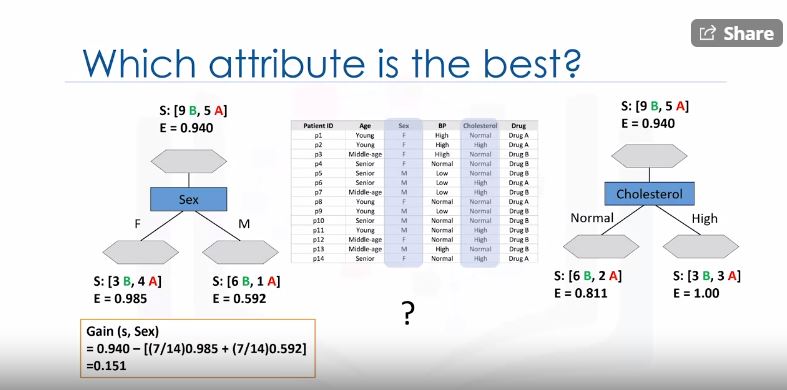 Share
Which attribute is the best?
S: [9 B, 5 A]
E = 0.940
Sex
F
M
S: [3 B, 4 A]
E = 0.985
S: [6 B, 1 A]
E = 0.592
Gain (s, Sex)
= 0.940 – [(7/14)0.985 + (7/14)0.592]
=0.151
Patient ID Age Sex BP Cholesterol Drug
p1 Young F High Normal Drug A
p2 Young F High High Drug A
p3 Middle-age F High Normal Drug B
p4 Senior F Normal Normal Drug B
p5 Senior M Low Normal Drug B
p6 Senior M Low High Drug A
p7 Middle-age M Low High Drug B
p8 Young F Normal Normal Drug A
p9 Young M Low Normal Drug B
p10 Senior M Normal Normal Drug B
p11 Young M Normal High Drug B
p12 Middle-age F Normal High Drug B
p13 Middle-age M High Normal Drug B
p14 Senior F Normal High Drug A
?
S: [9 B, 5 A]
E = 0.940
Cholesterol
Normal
High
S: [6 B, 2 A]
E = 0.811
S: [3 B, 3 A]
E = 1.00